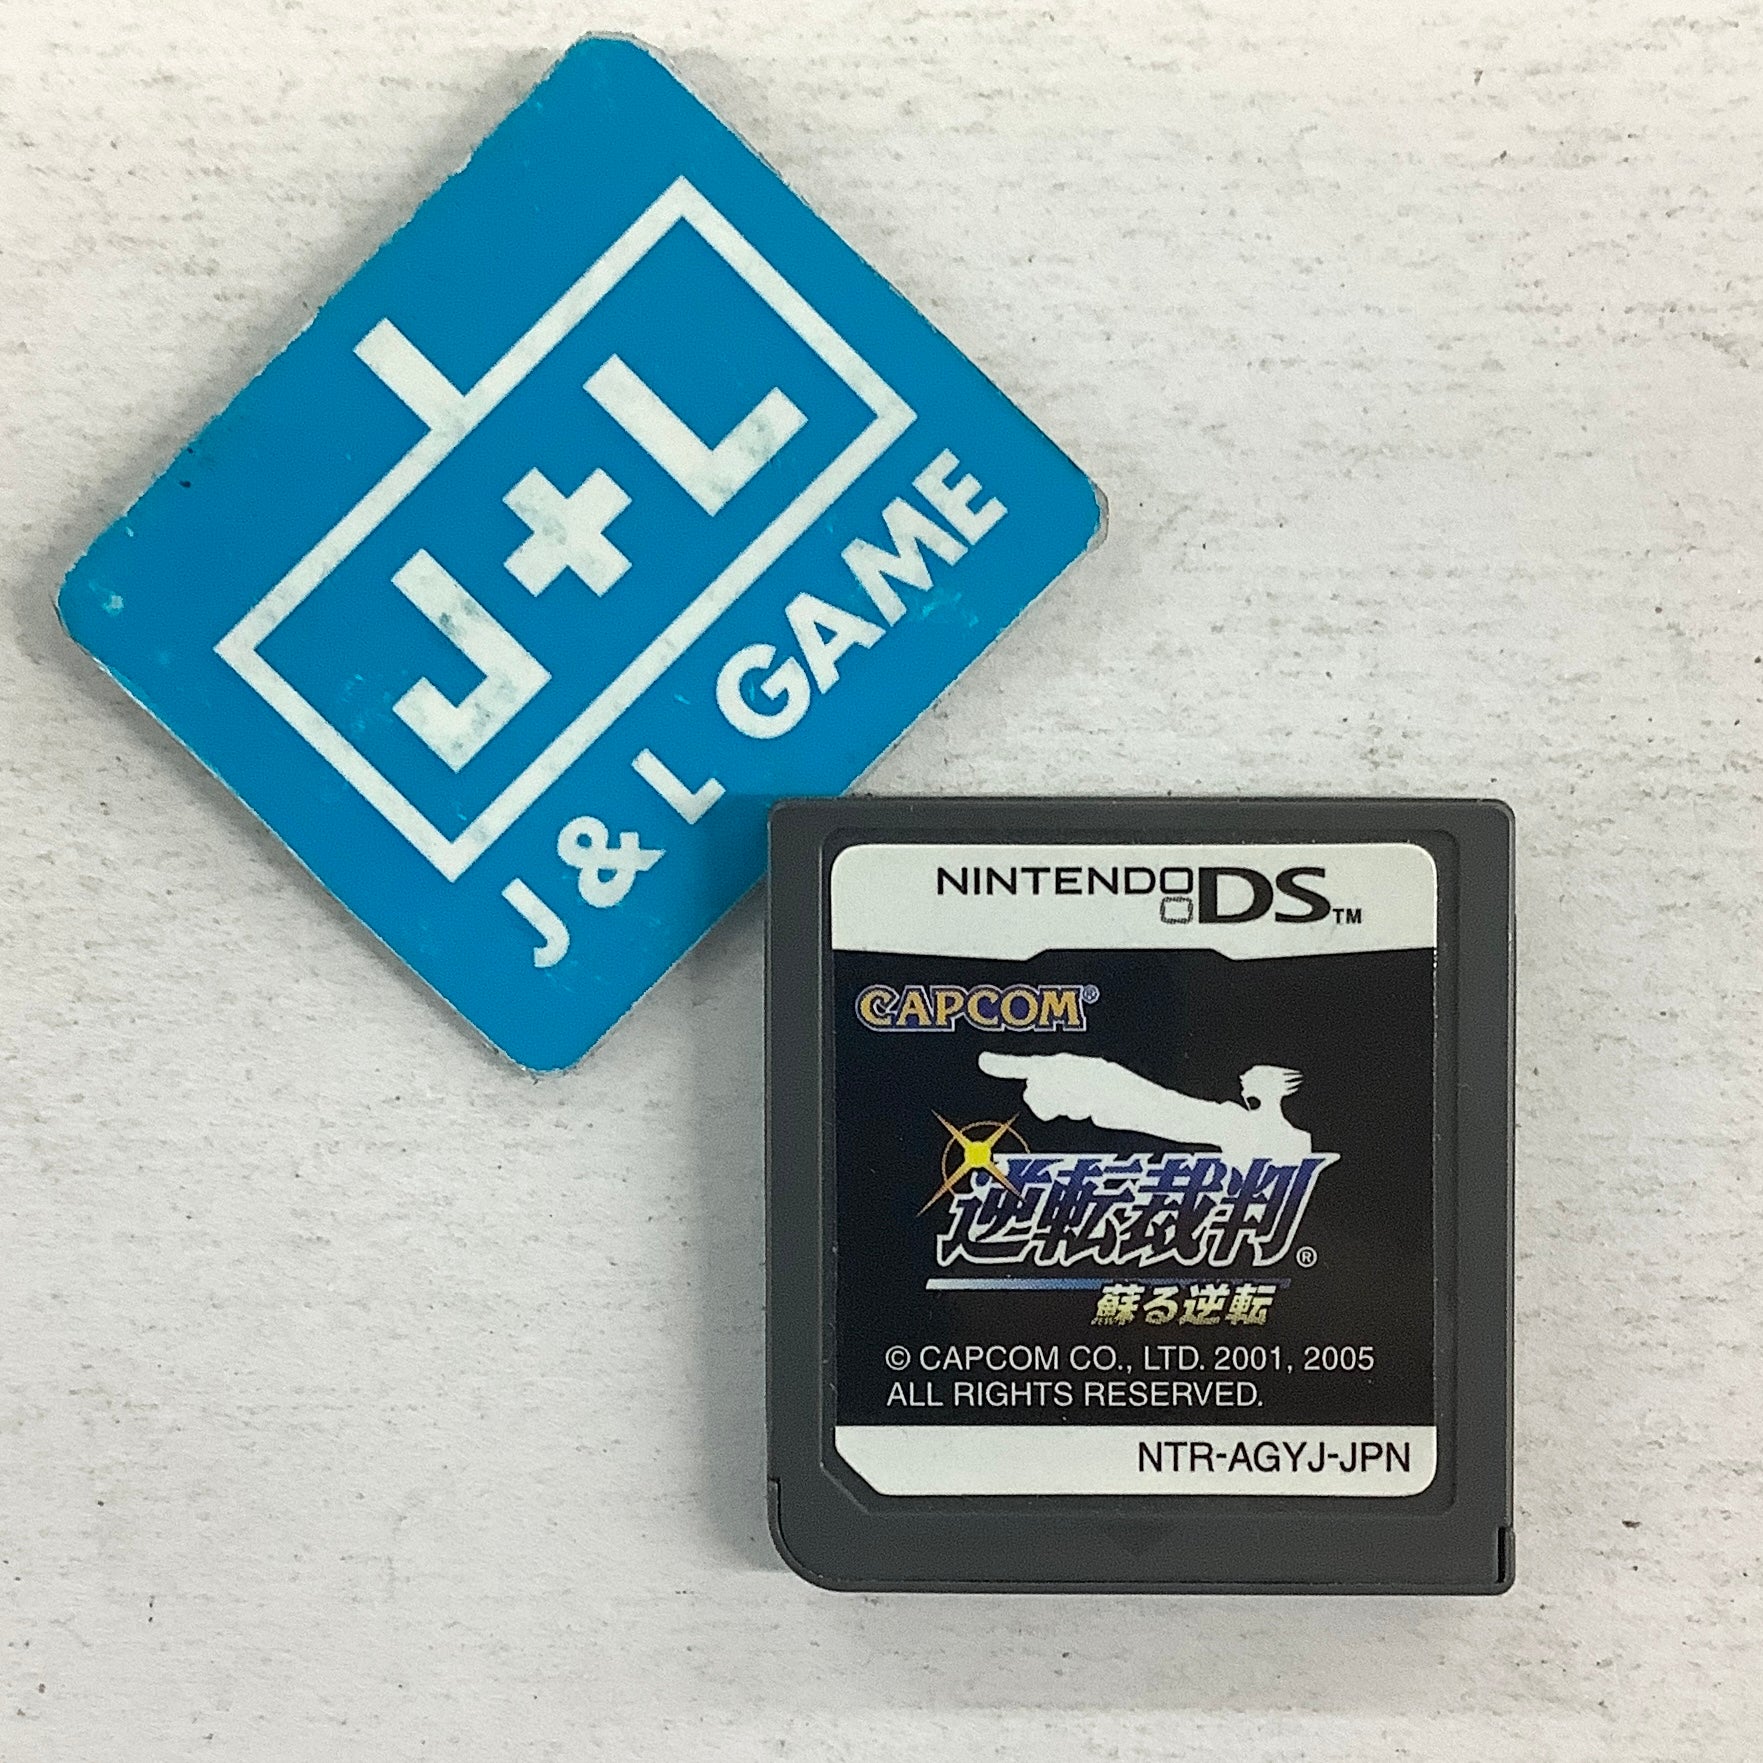 J+L
J & L GAME
NINTENDO DS™
CAPCOM®
逆転裁判®
蘇る逆転
© CAPCOM CO., LTD. 2001, 2005
ALL RIGHTS RESERVED.
NTR-AGYJ-JPN